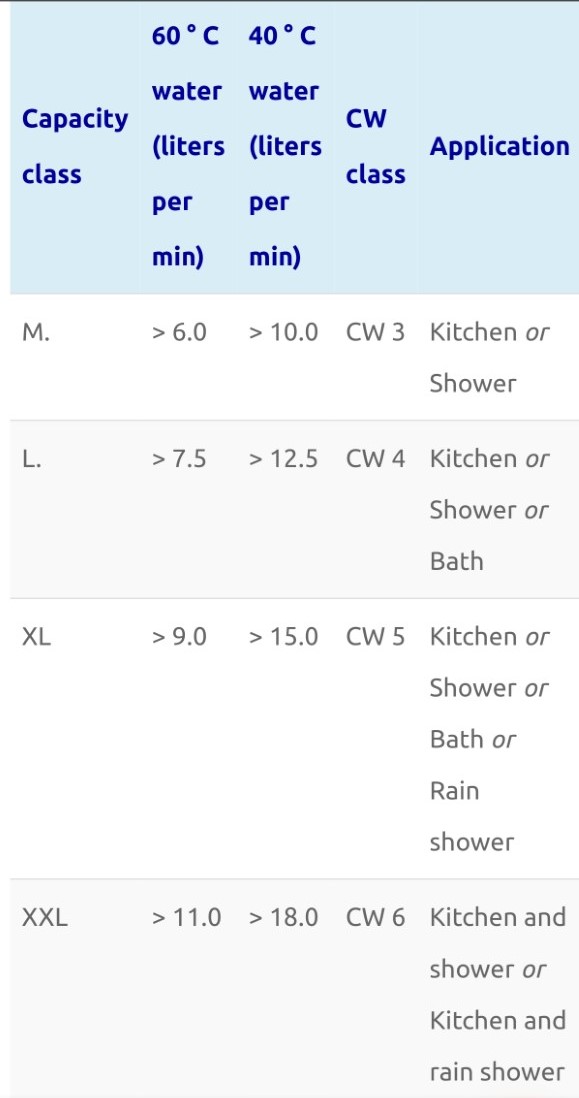 Capacity class | 60 ° C water (liters per min) | 40 ° C water (liters per min) | CW class | Application
M. | > 6.0 | > 10.0 | CW 3 | Kitchen or Shower
L. | > 7.5 | > 12.5 | CW 4 | Kitchen or Shower or Bath
XL | > 9.0 | > 15.0 | CW 5 | Kitchen or Shower or Bath or Rain shower
XXL | > 11.0 | > 18.0 | CW 6 | Kitchen and shower or Kitchen and rain shower